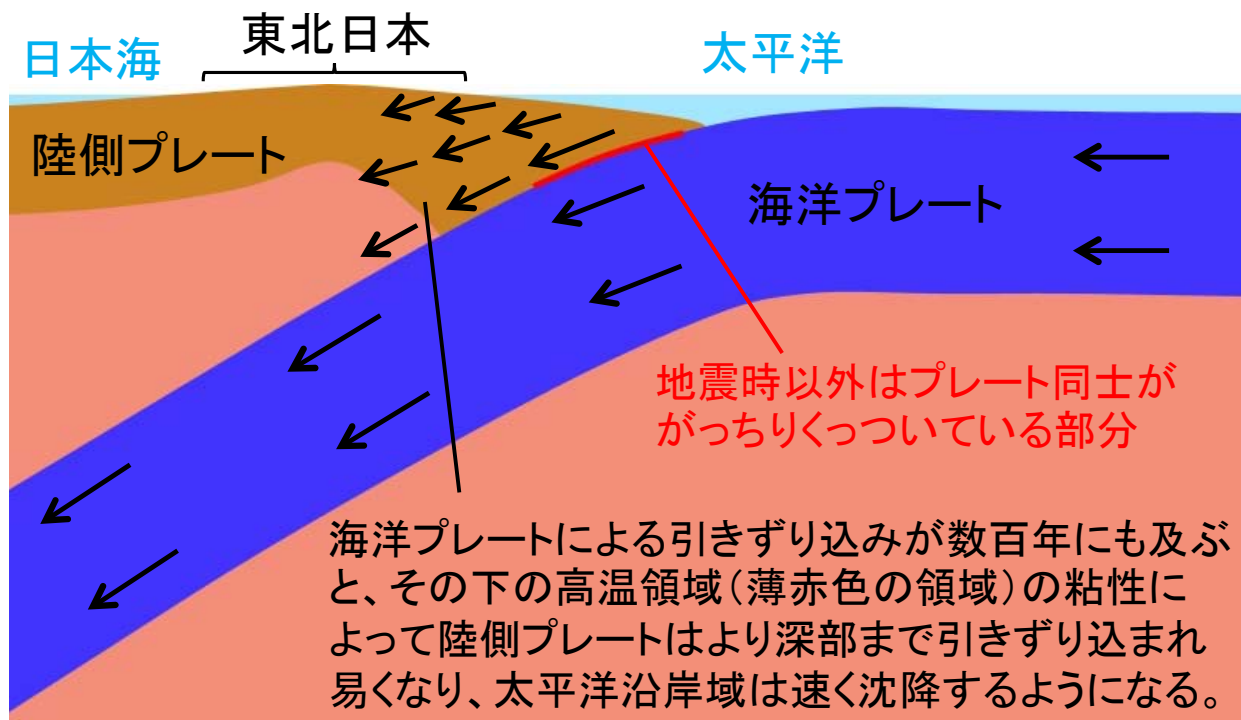 東北日本
日本海
太平洋
陸側プレート
海洋プレート
地震時以外はプレート同士が
がっちりくっついている部分
海洋プレートによる引きずり込みが数百年にも及ぶ
と、その下の高温領域（薄赤色の領域）の粘性に
よって陸側プレートはより深部まで引きずり込まれ
易くなり、太平洋沿岸域は速く沈降するようになる。